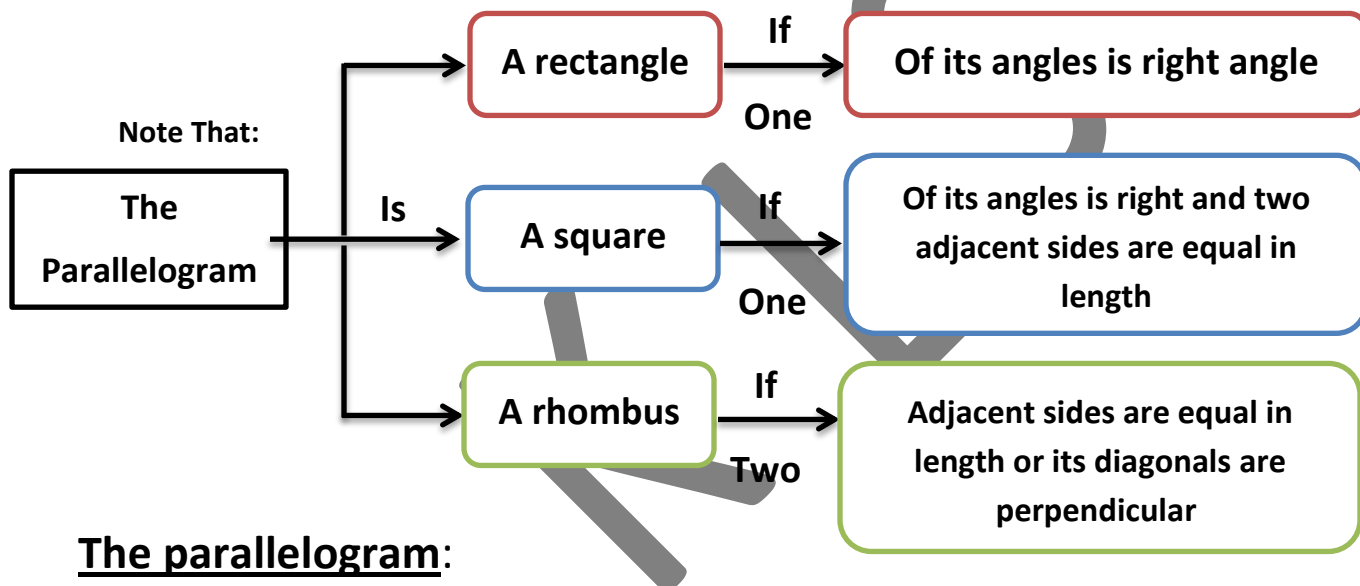 Note That:
The
Parallelogram
Is
A rectangle
If
One
Of its angles is right angle
A square
If
One
Of its angles is right and two
adjacent sides are equal in
length
A rhombus
If
Two
Adjacent sides are equal in
length or its diagonals are
perpendicular
The parallelogram: